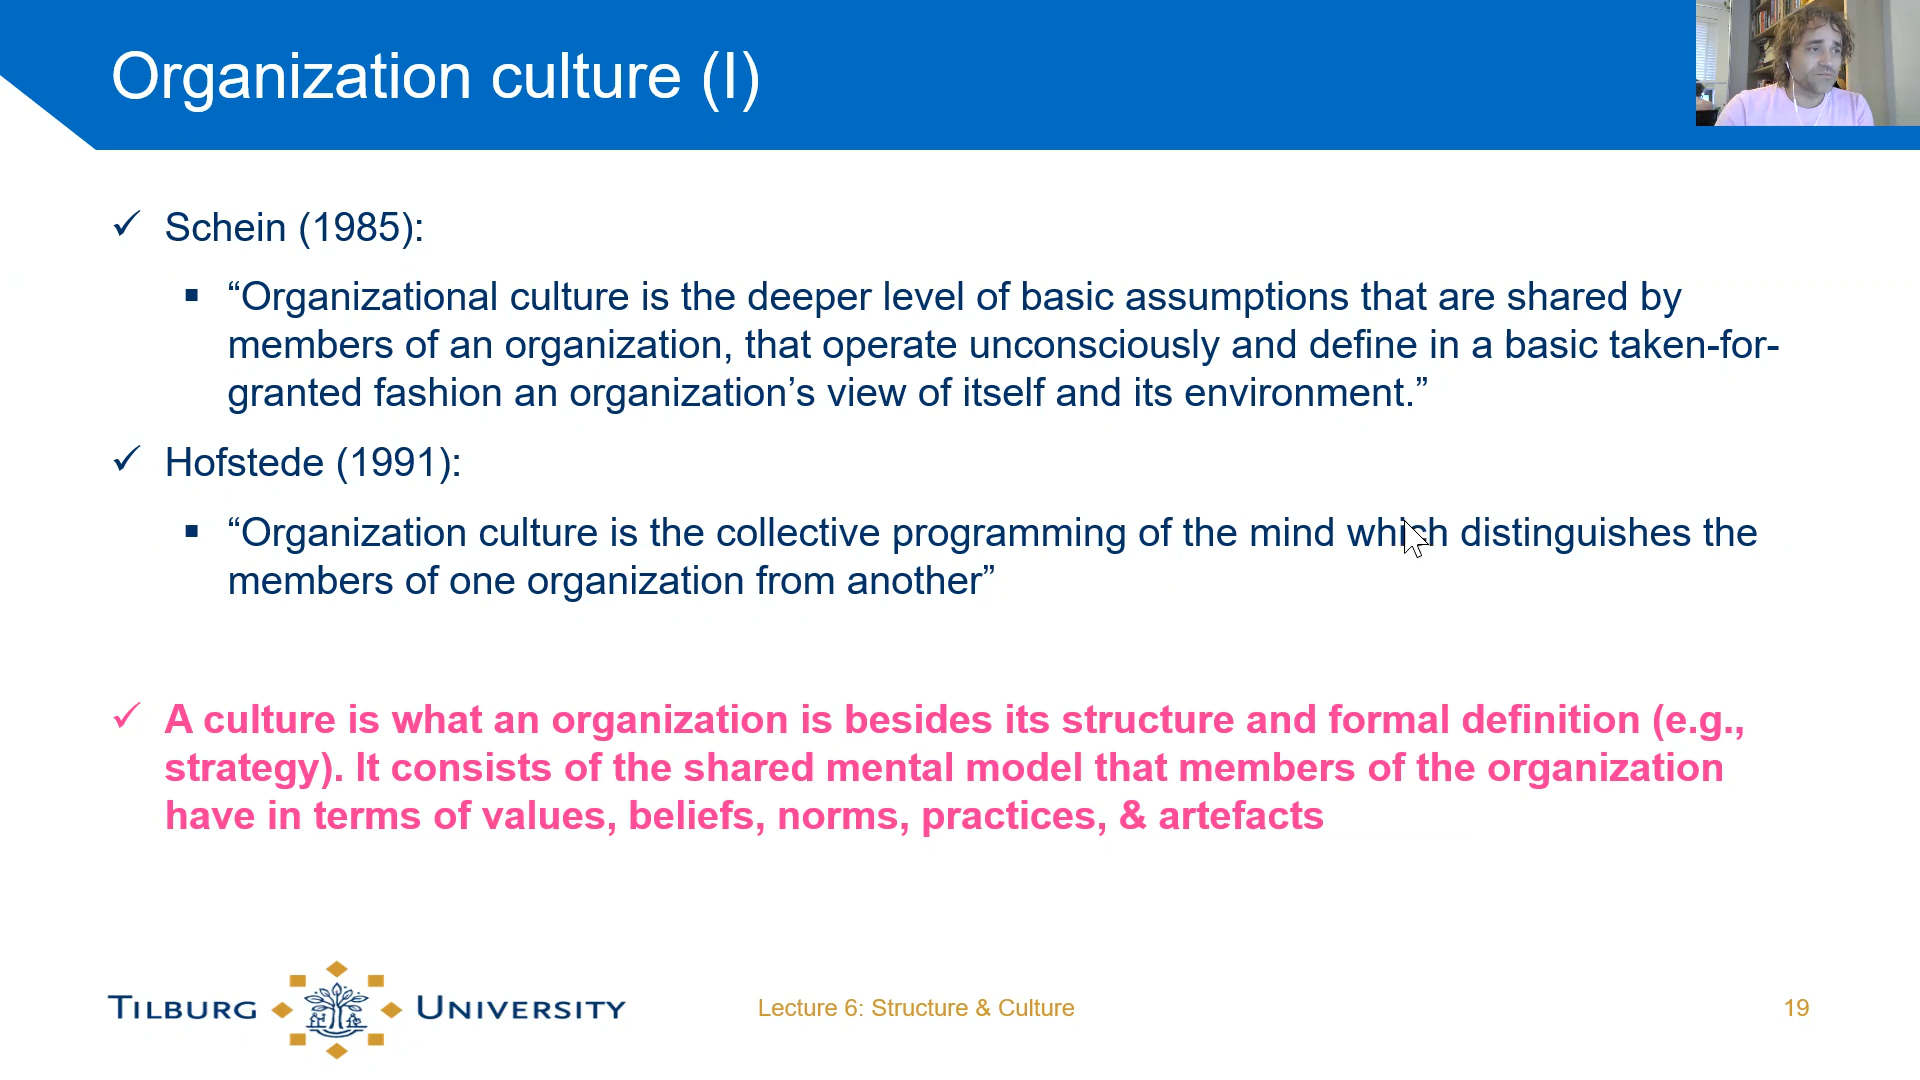 Organization culture (I)
✓ Schein (1985):
▪ “Organizational culture is the deeper level of basic assumptions that are shared by
members of an organization, that operate unconsciously and define in a basic taken-for-
granted fashion an organization’s view of itself and its environment.”
✓ Hofstede (1991):
▪ “Organization culture is the collective programming of the mind which distinguishes the
members of one organization from another”
✓ A culture is what an organization is besides its structure and formal definition (e.g.,
strategy). It consists of the shared mental model that members of the organization
have in terms of values, beliefs, norms, practices, & artefacts
TILBURG UNIVERSITY
Lecture 6: Structure & Culture
19